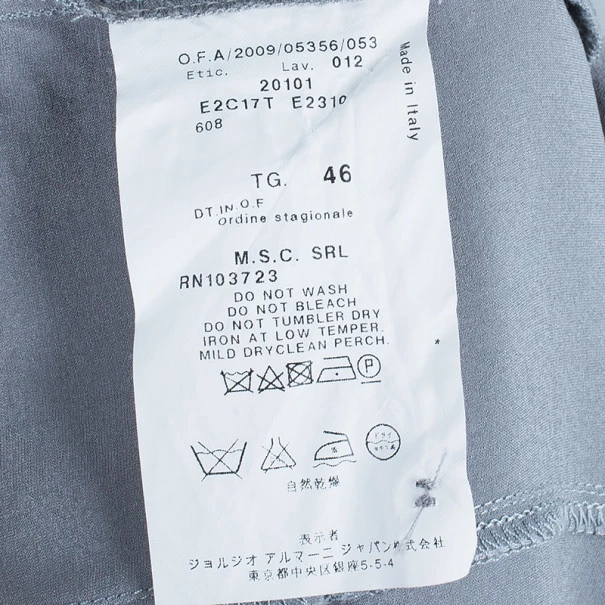 O.F.A/2009/05356/053
Etic. Lav. 012
20101
E2C17T E2310
608
Made in Italy
TG. 46
DT.IN O.F
Ordine stagionale
M.S.C. SRL
RN103723
DO NOT WASH
DO NOT BLEACH
DO NOT TUMBLER DRY
IRON AT LOW TEMPER.
MILD DRYCLEAN PERCH.
P
ドライ
自然乾燥
表示者
ジョルジオ アルマーニ ジャパン株式会社
東京都中央区銀座5-5-4